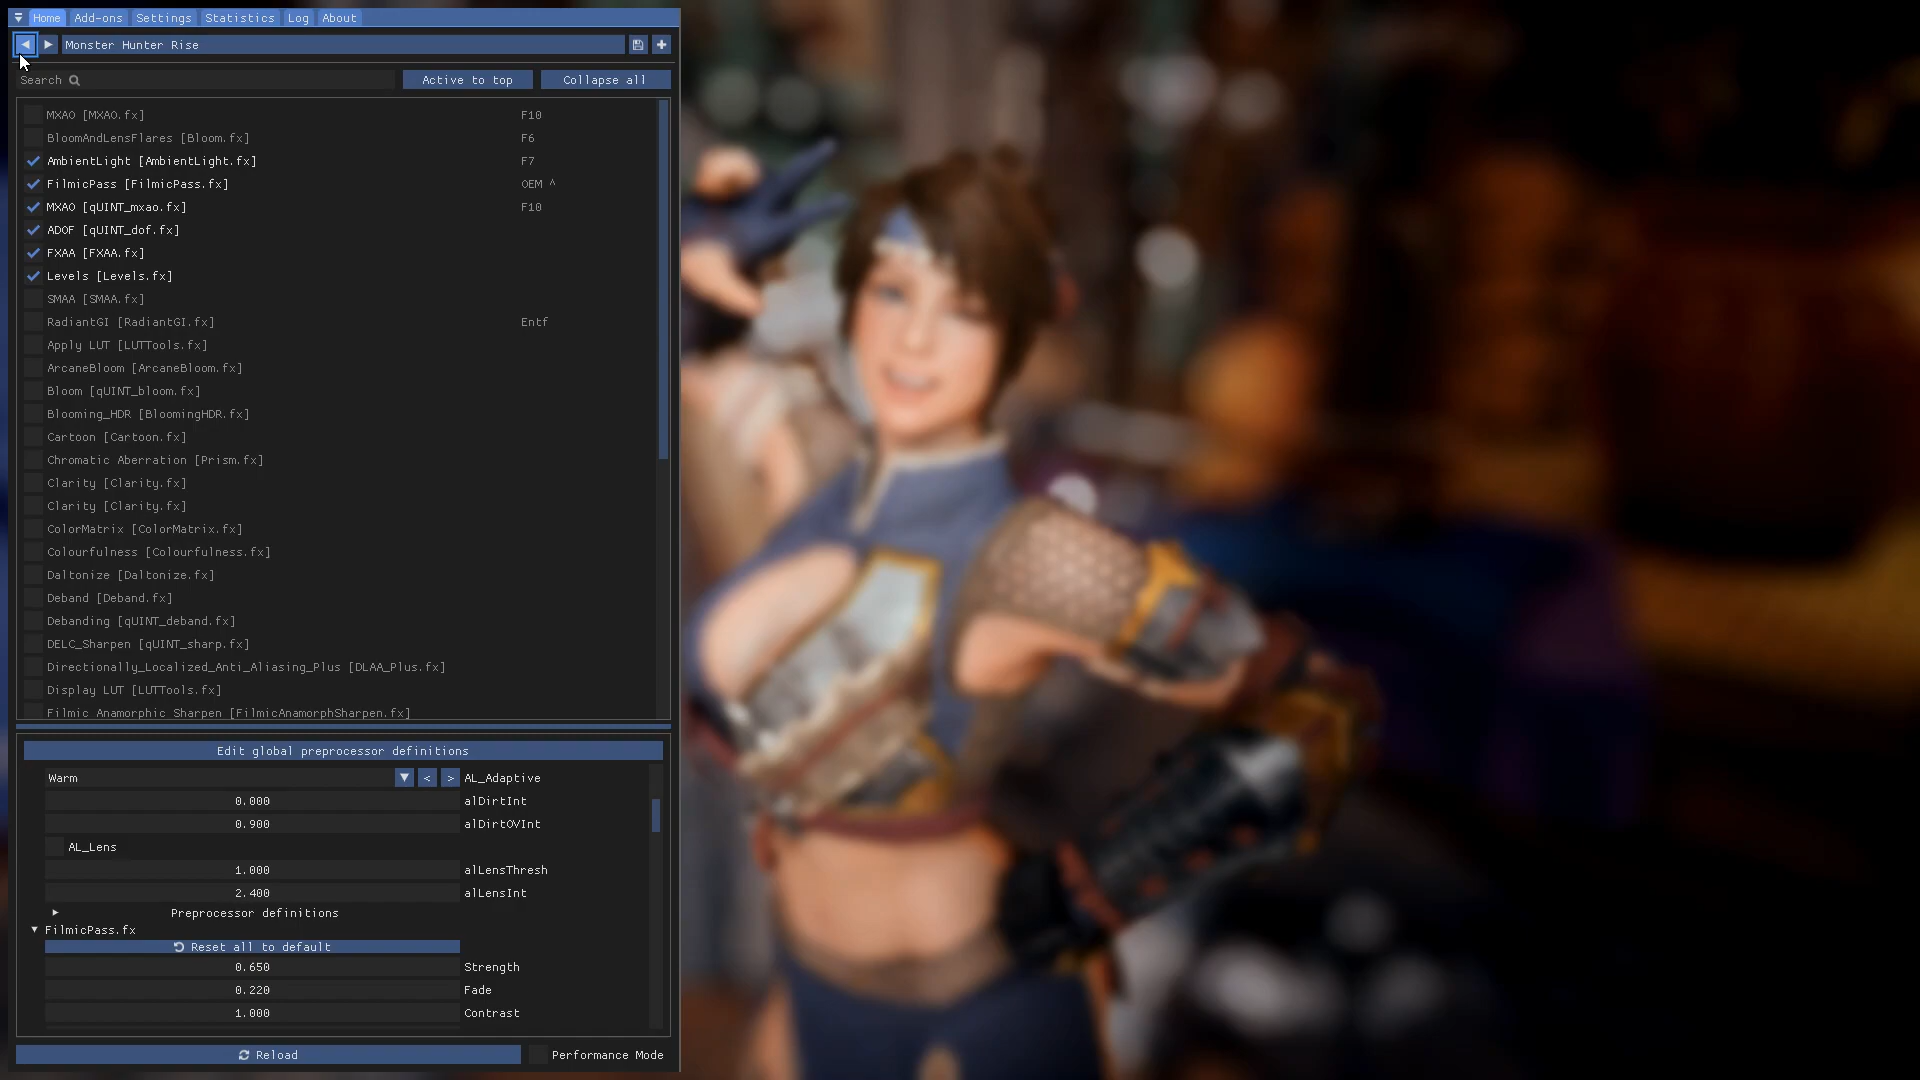 Home Add-ons Settings Statistics Log About
Monster Hunter Rise
Search Active to top Collapse all
MXAO [MXAO.fx] F10
BloomAndLensFlares [Bloom.fx] F6
AmbientLight [AmbientLight.fx] F7
FilmicPass [FilmicPass.fx] OEM ^
MXAO [qUINT_mxao.fx] F10
ADOF [qUINT_dof.fx]
FXAA [FXAA.fx]
Levels [Levels.fx]
SMAA [SMAA.fx]
RadiantGI [RadiantGI.fx] Entf
Apply LUT [LUTTools.fx]
ArcaneBloom [ArcaneBloom.fx]
Bloom [qUINT_bloom.fx]
Blooming_HDR [BloomingHDR.fx]
Cartoon [Cartoon.fx]
Chromatic Aberration [Prism.fx]
Clarity [Clarity.fx]
Clarity [Clarity.fx]
ColorMatrix [ColorMatrix.fx]
Colourfulness [Colourfulness.fx]
Daltonize [Daltonize.fx]
Deband [Deband.fx]
Debanding [qUINT_deband.fx]
DELC_Sharpen [qUINT_sharp.fx]
Directionally_Localized_Anti_Aliasing_Plus [DLAA_Plus.fx]
Display LUT [LUTTools.fx]
Filmic Anamorphic Sharpen [FilmicAnamorphSharpen.fx]
Edit global preprocessor definitions
Warm < > AL_Adaptive
0.000 alDirtInt
0.900 alDirtOVInt
AL_Lens
1.000 alLensThresh
2.400 alLensInt
Preprocessor definitions
FilmicPass.fx
Reset all to default
0.650 Strength
0.220 Fade
1.000 Contrast
Reload Performance Mode